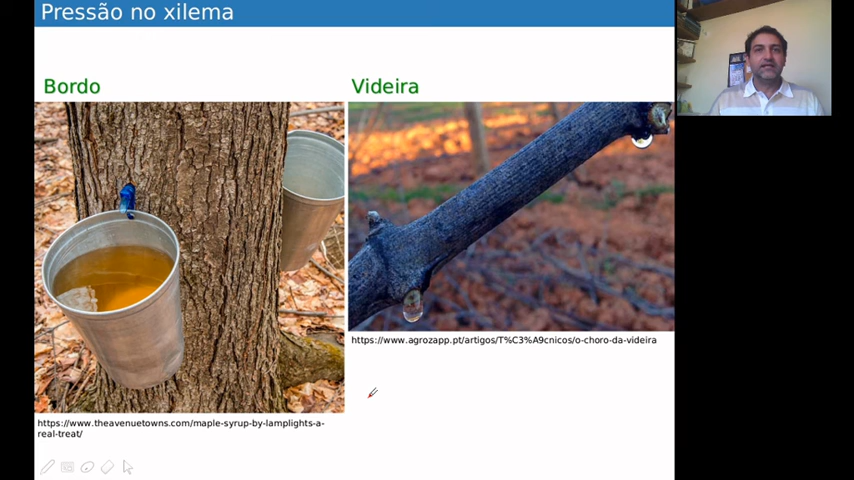 Pressão no xilema
Bordo
Videira
https://www.agrozapp.pt/artigos/T%C3%A9cnicos/o-choro-da-videira
https://www.theavenuetowns.com/maple-syrup-by-lamplights-a-
real-treat/